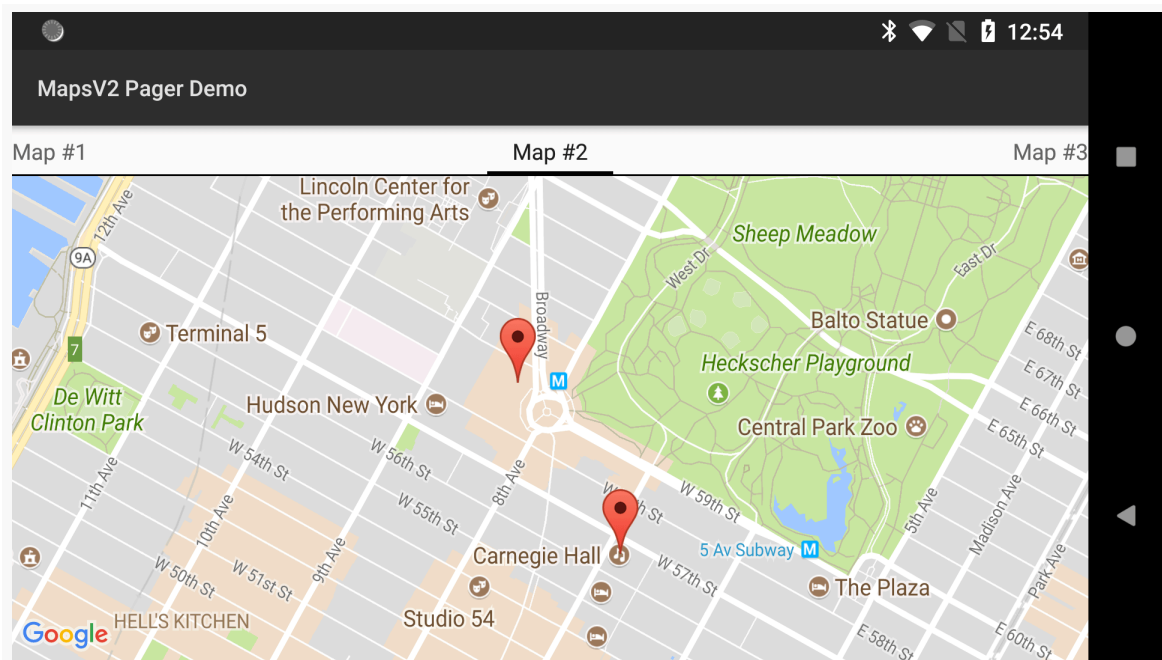 12:54
MapsV2 Pager Demo
Map #1
Map #2
Map #3
Lincoln Center for
the Performing Arts
12th Ave
9A
Sheep Meadow
West Dr
East Dr
Broadway
Balto Statue
Terminal 5
7
E 68th St
Heckscher Playground
E 67th St
M
De Witt
Clinton Park
Hudson New York
E 66th St
Central Park Zoo
E 65th St
W 54th St
W 56th St
11th Ave
8th Ave
W 59th St
St
10th Ave
W 55th St
5th Ave
Madison Ave
Carnegie Hall
5 Av Subway M
9th Ave
W 50th St
W 51st St
W 57th St
Park Ave
The Plaza
Studio 54
HELL'S KITCHEN
Google
E 58th St
E 60th St